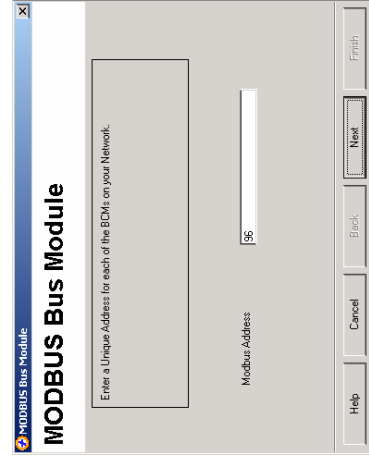 MODBUS Bus Module
MODBUS Bus Module
Enter a Unique Address for each of the BCMs on your Network.
Modbus Address
96
Help
Cancel
Back
Next
Finish